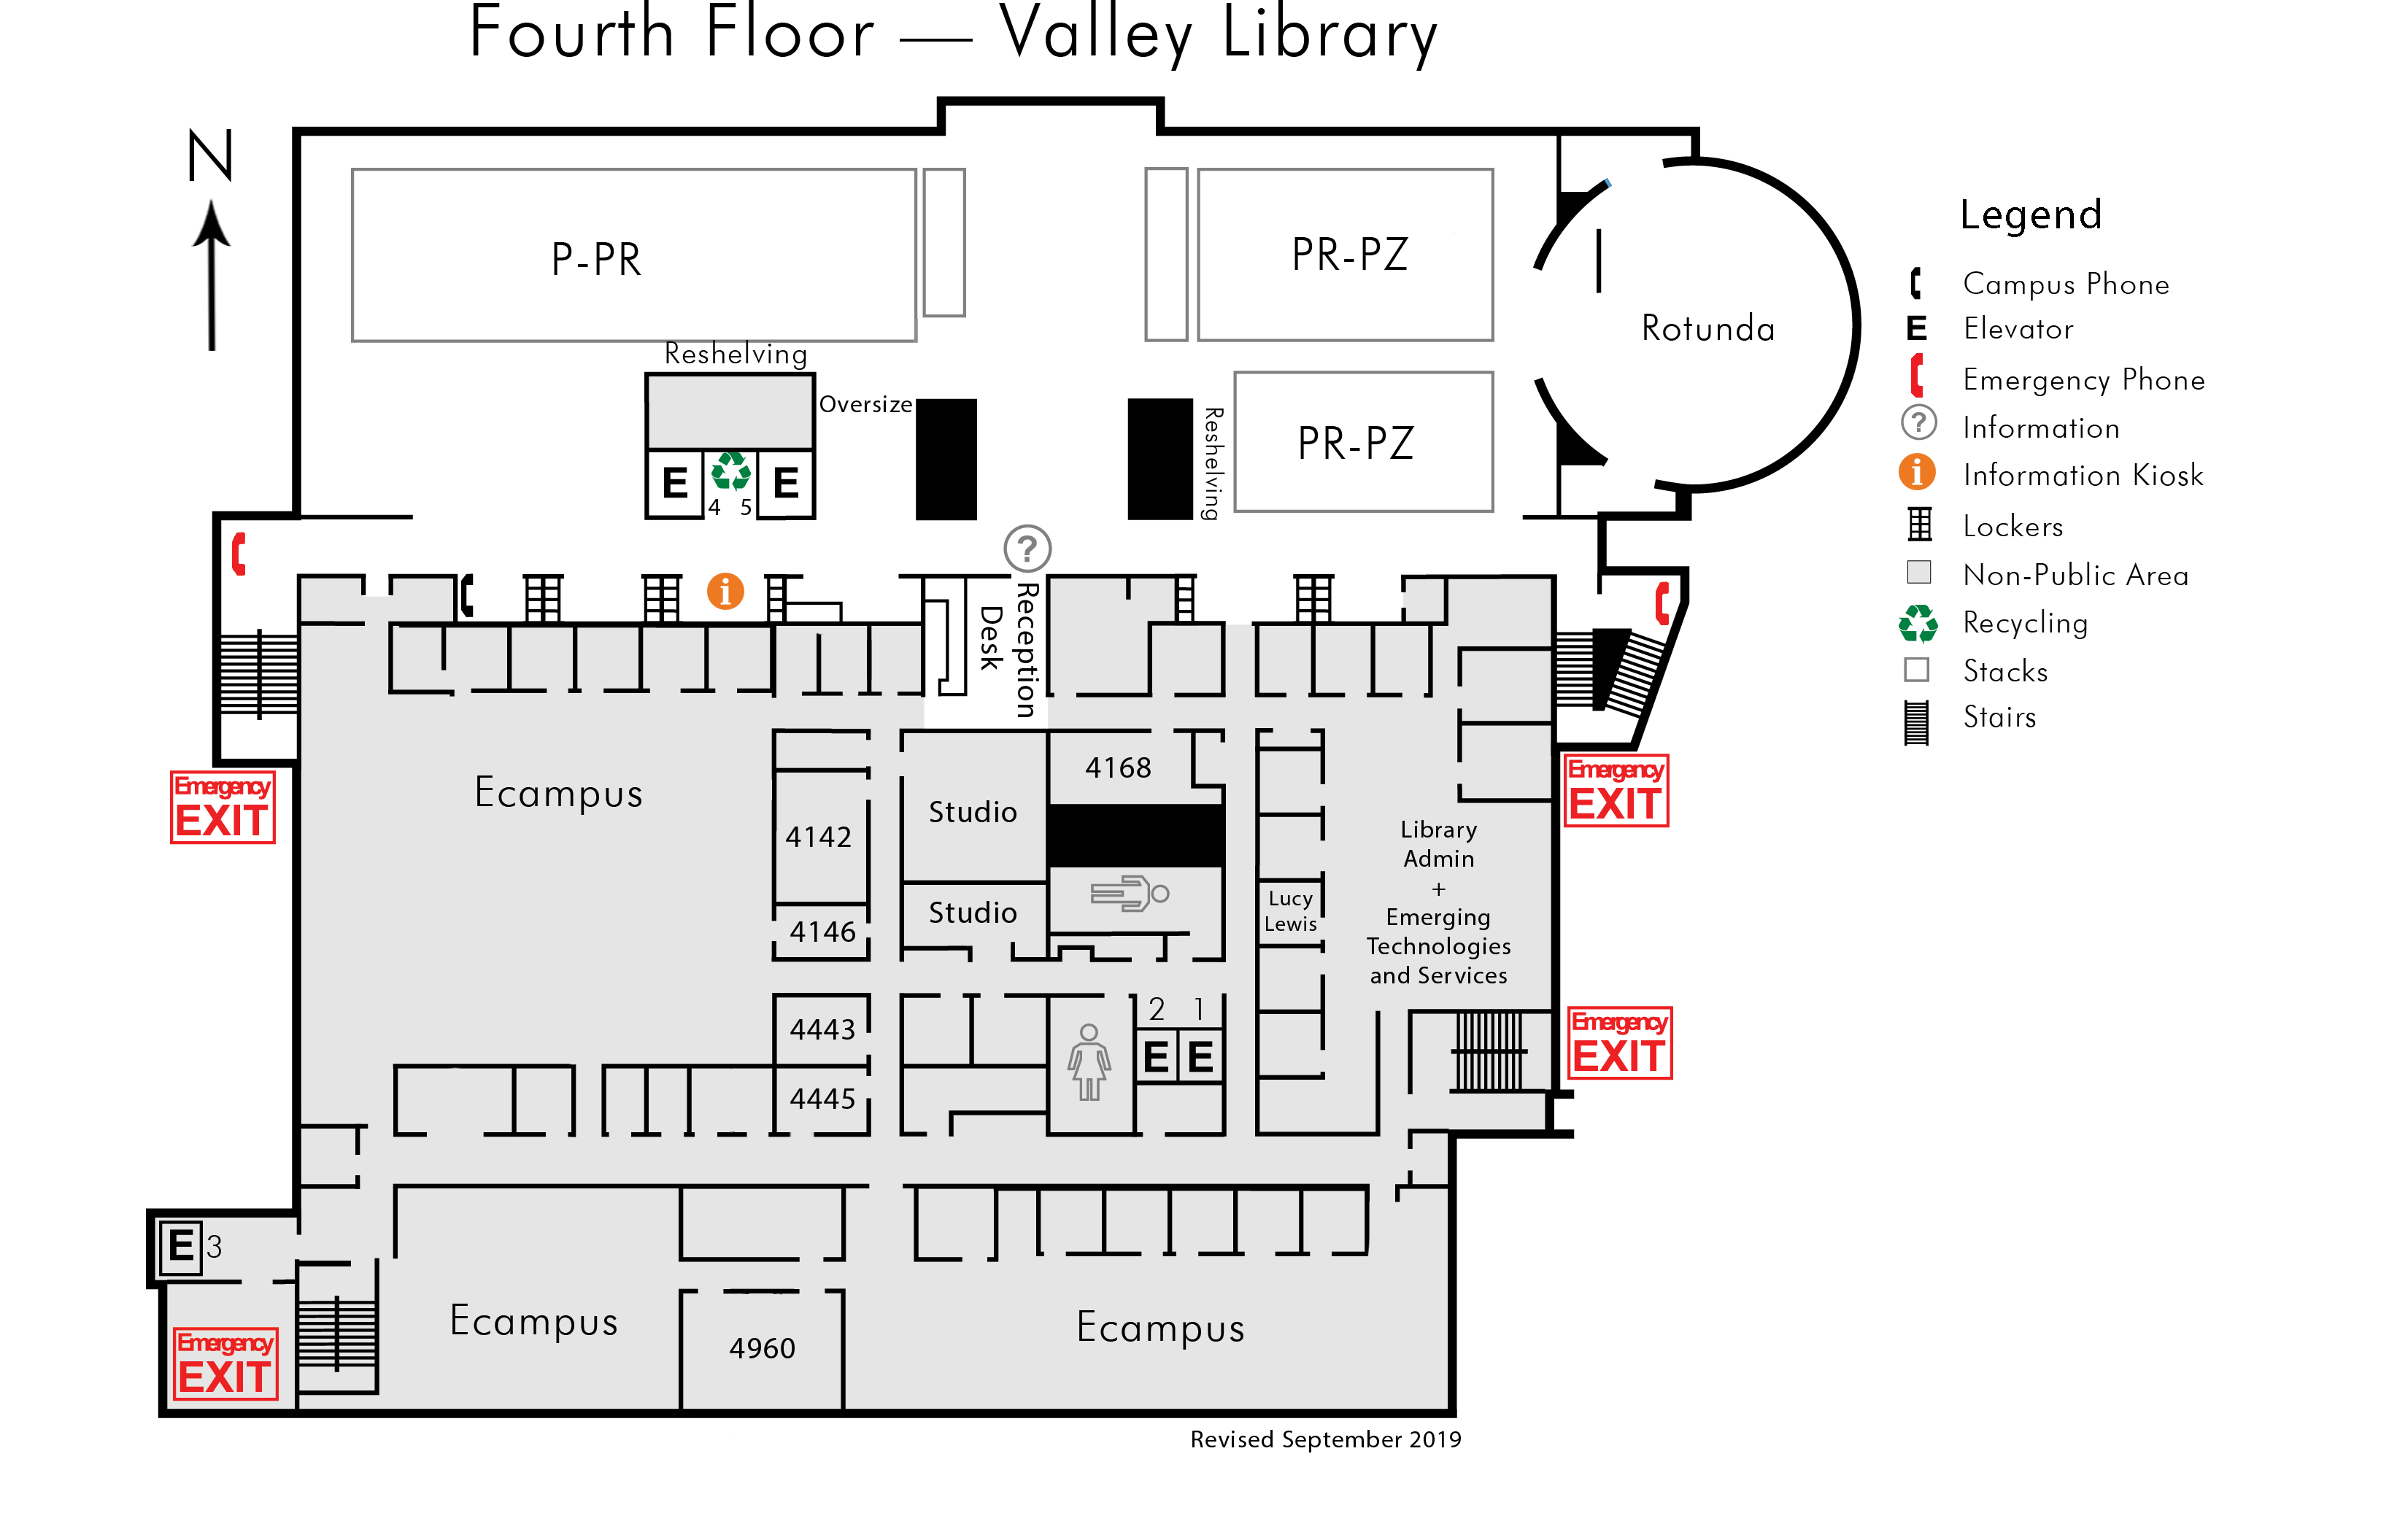 Fourth Floor — Valley Library
N
P-PR
PR-PZ
Rotunda
Reshelving
Oversize
Reshelving
PR-PZ
E
4 5
E
?
i
Reception
Desk
Emergency
EXIT
Ecampus
4142
4146
Studio
Studio
4168
Lucy
Lewis
Library
Admin
+
Emerging
Technologies
and Services
Emergency
EXIT
4443
4445
2 1
E E
Emergency
EXIT
E 3
Emergency
EXIT
Ecampus
4960
Ecampus
Revised September 2019
Legend
Campus Phone
E Elevator
Emergency Phone
? Information
i Information Kiosk
Lockers
Non-Public Area
Recycling
Stacks
Stairs